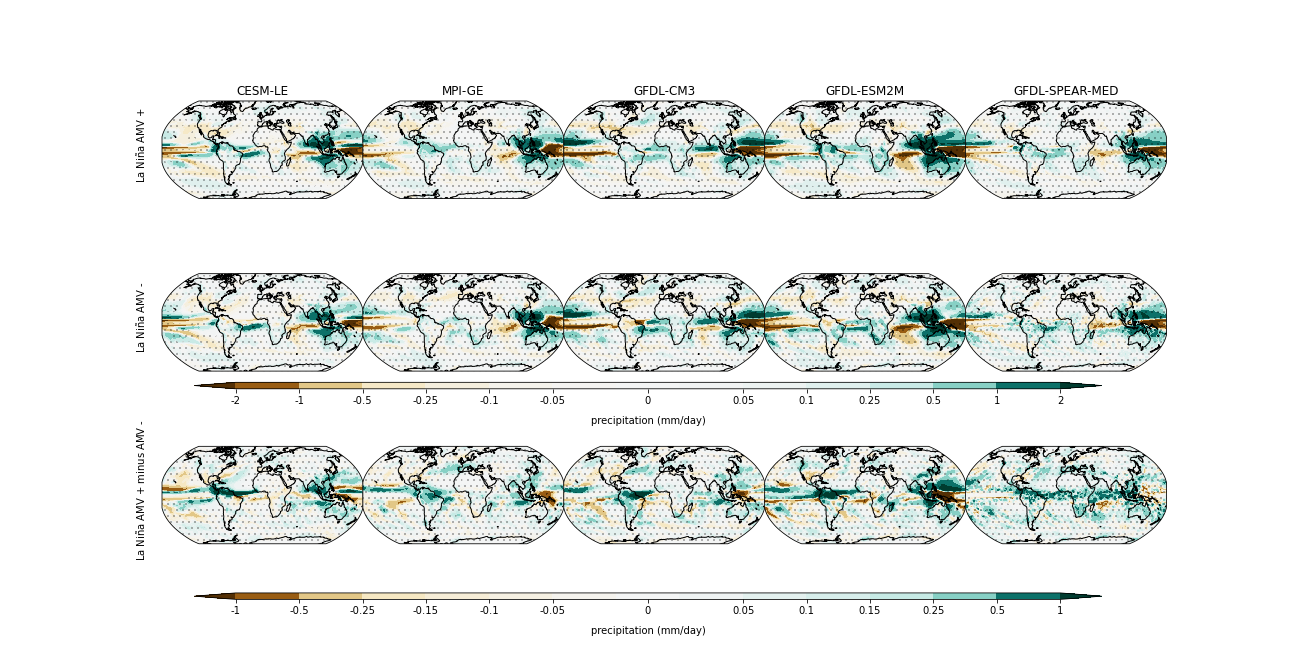 CESM-LE MPI-GE GFDL-CM3 GFDL-ESM2M GFDL-SPEAR-MED
La Niña AMV +
La Niña AMV -
-2 -1 -0.5 -0.25 -0.1 -0.05 0 0.05 0.1 0.25 0.5 1 2
precipitation (mm/day)
La Niña AMV + minus AMV -
-1 -0.5 -0.25 -0.15 -0.1 -0.05 0 0.05 0.1 0.15 0.25 0.5 1
precipitation (mm/day)